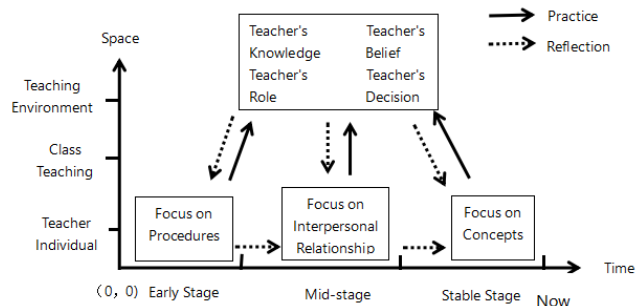 Space
Teacher's Teacher's
Knowledge Belief
Teacher's Teacher's
Role Decision
Practice
Reflection
Teaching
Environment
Class
Teaching
Teacher
Individual
Focus on
Procedures
Focus on
Interpersonal
Relationship
Focus on
Concepts
Time
(0, 0) Early Stage Mid-stage Stable Stage Now